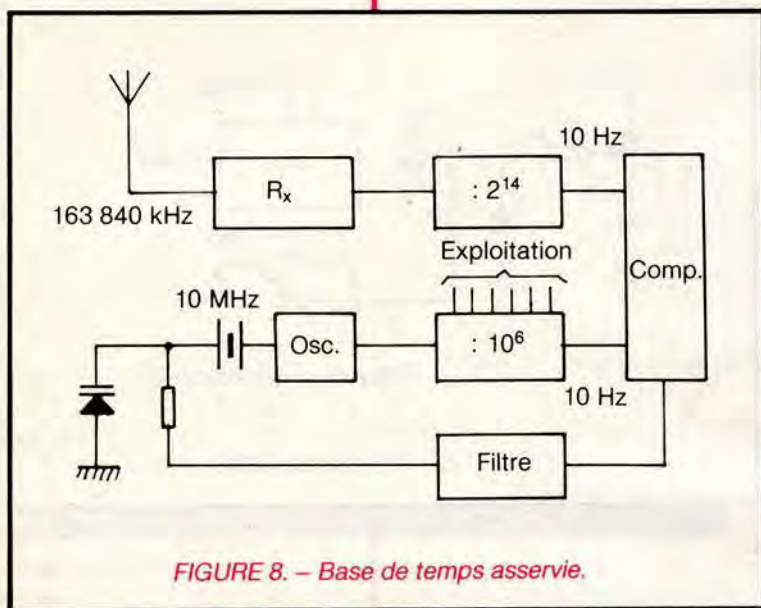 10 Hz
Rx
: 2¹⁴
163 840 kHz
Exploitation
Comp.
10 MHz
Osc.
: 10⁶
10 Hz
Filtre
FIGURE 8. – Base de temps asservie.